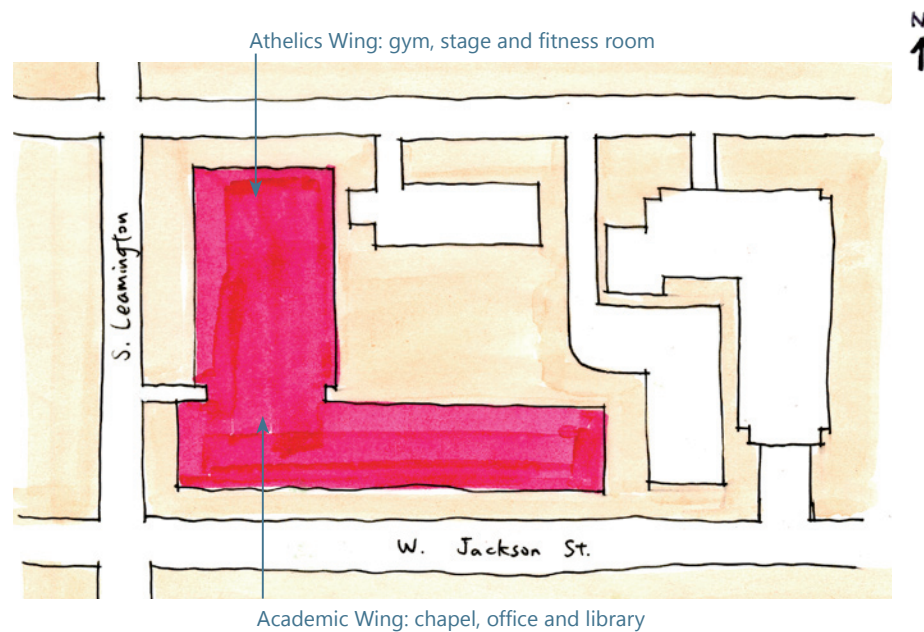 N
Athelics Wing: gym, stage and fitness room
S. Leamington
W. Jackson St.
Academic Wing: chapel, office and library